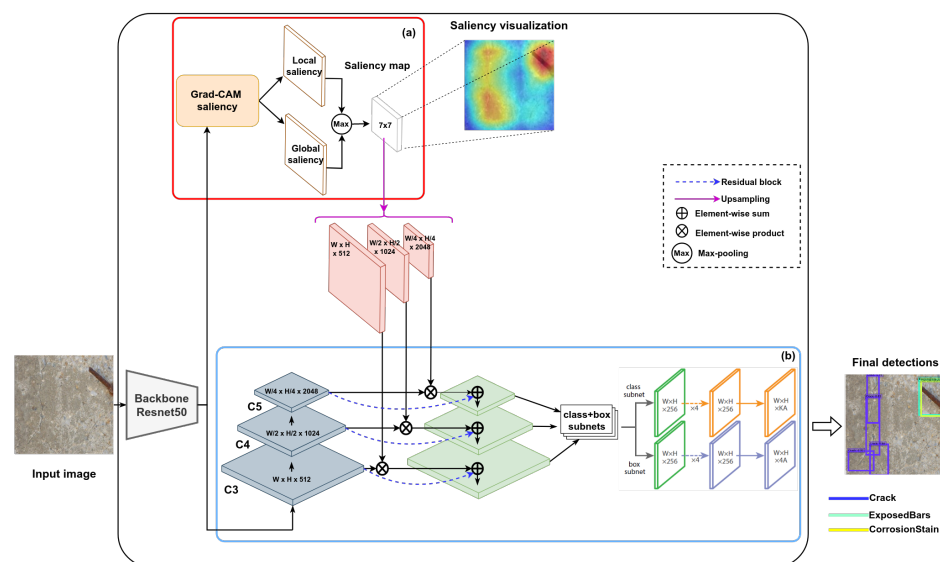 Saliency visualization
(a)
Local
saliency
Saliency map
Grad-CAM
saliency
Max
7x7
Global
saliency
Residual block
Upsampling
Element-wise sum
Element-wise product
Max
Max-pooling
W x H
x 512
W/2 x H/2
x 1024
W/4 x H/4
x 2048
(b)
Input image
Backbone
Resnet50
W/4 x H/4 x 2048
C5
W/2 x H/2 x 1024
C4
W x H x 512
C3
class+box
subnets
class
subnet
W×H
×256
×4
W×H
×256
W×H
×KA
box
subnet
W×H
×256
×4
W×H
×256
W×H
×4A
Final detections
Crack
ExposedBars
CorrosionStain